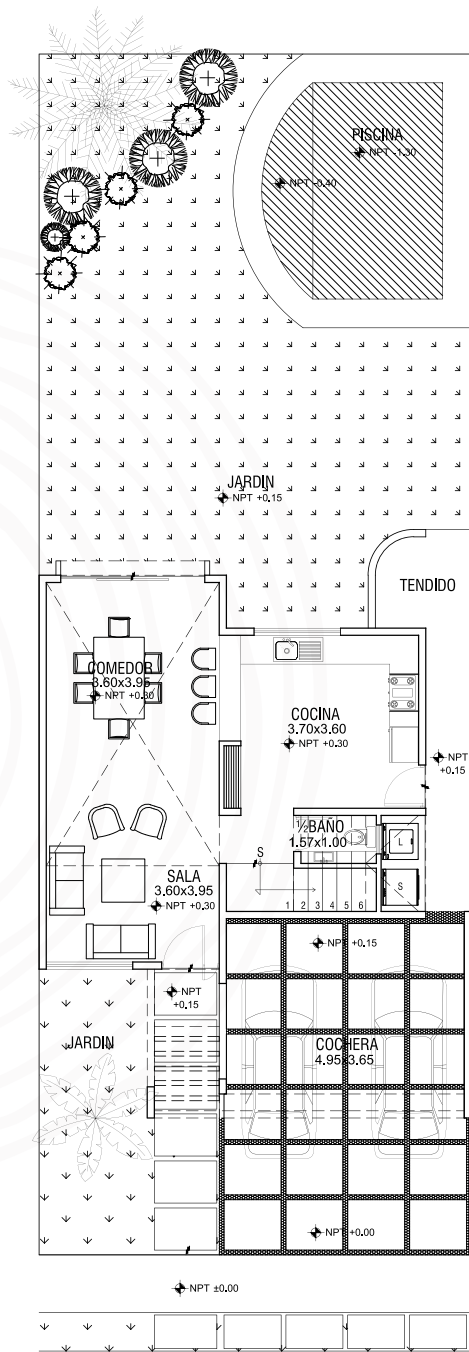 PISCINA
NPT -1.30
NPT -0.40
JARDIN
NPT +0.15
TENDIDO
COMEDOR
3.60x3.95
NPT +0.30
COCINA
3.70x3.60
NPT +0.30
NPT
+0.15
½BAÑO
1.57x1.00
L
S
S
SALA
3.60x3.95
NPT +0.30
1 2 3 4 5 6
NPT +0.15
NPT
+0.15
JARDIN
COCHERA
4.95x3.65
NPT +0.00
NPT ±0.00